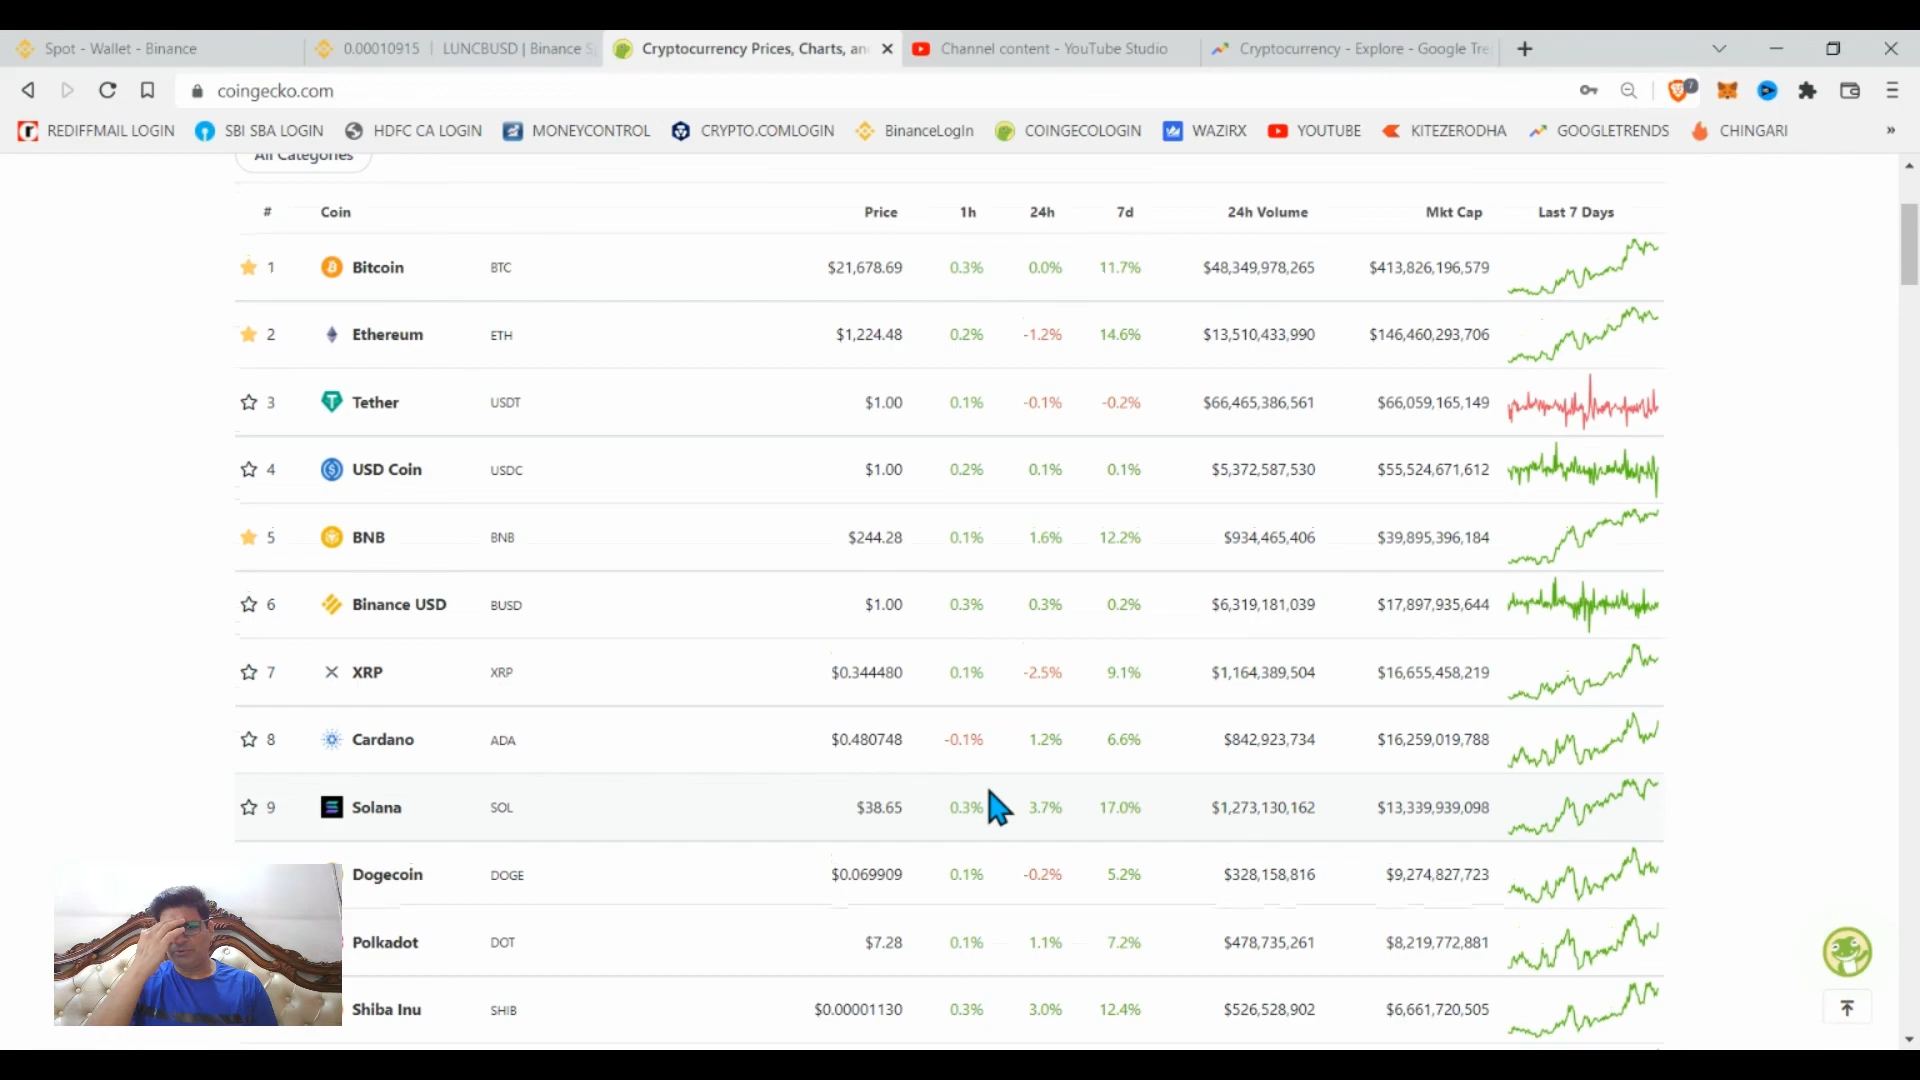 Spot - Wallet - Binance
0.00010915 | LUNCBUSD | Binance S
Cryptocurrency Prices, Charts, an
Channel content - YouTube Studio
Cryptocurrency - Explore - Google Tre
coingecko.com
7
REDIFFMAIL LOGIN
SBI SBA LOGIN
HDFC CA LOGIN
MONEYCONTROL
CRYPTO.COMLOGIN
BinanceLogIn
COINGECOLOGIN
WAZIRX
YOUTUBE
KITEZERODHA
GOOGLETRENDS
CHINGARI
»
All Categories
# Coin Price 1h 24h 7d 24h Volume Mkt Cap Last 7 Days
1 Bitcoin BTC $21,678.69 0.3% 0.0% 11.7% $48,349,978,265 $413,826,196,579
2 Ethereum ETH $1,224.48 0.2% -1.2% 14.6% $13,510,433,990 $146,460,293,706
3 Tether USDT $1.00 0.1% -0.1% -0.2% $66,465,386,561 $66,059,165,149
4 USD Coin USDC $1.00 0.2% 0.1% 0.1% $5,372,587,530 $55,524,671,612
5 BNB BNB $244.28 0.1% 1.6% 12.2% $934,465,406 $39,895,396,184
6 Binance USD BUSD $1.00 0.3% 0.3% 0.2% $6,319,181,039 $17,897,935,644
7 XRP XRP $0.344480 0.1% -2.5% 9.1% $1,164,389,504 $16,655,458,219
8 Cardano ADA $0.480748 -0.1% 1.2% 6.6% $842,923,734 $16,259,019,788
9 Solana SOL $38.65 0.3% 3.7% 17.0% $1,273,130,162 $13,339,939,098
Dogecoin DOGE $0.069909 0.1% -0.2% 5.2% $328,158,816 $9,274,827,723
Polkadot DOT $7.28 0.1% 1.1% 7.2% $478,735,261 $8,219,772,881
Shiba Inu SHIB $0.00001130 0.3% 3.0% 12.4% $526,528,902 $6,661,720,505